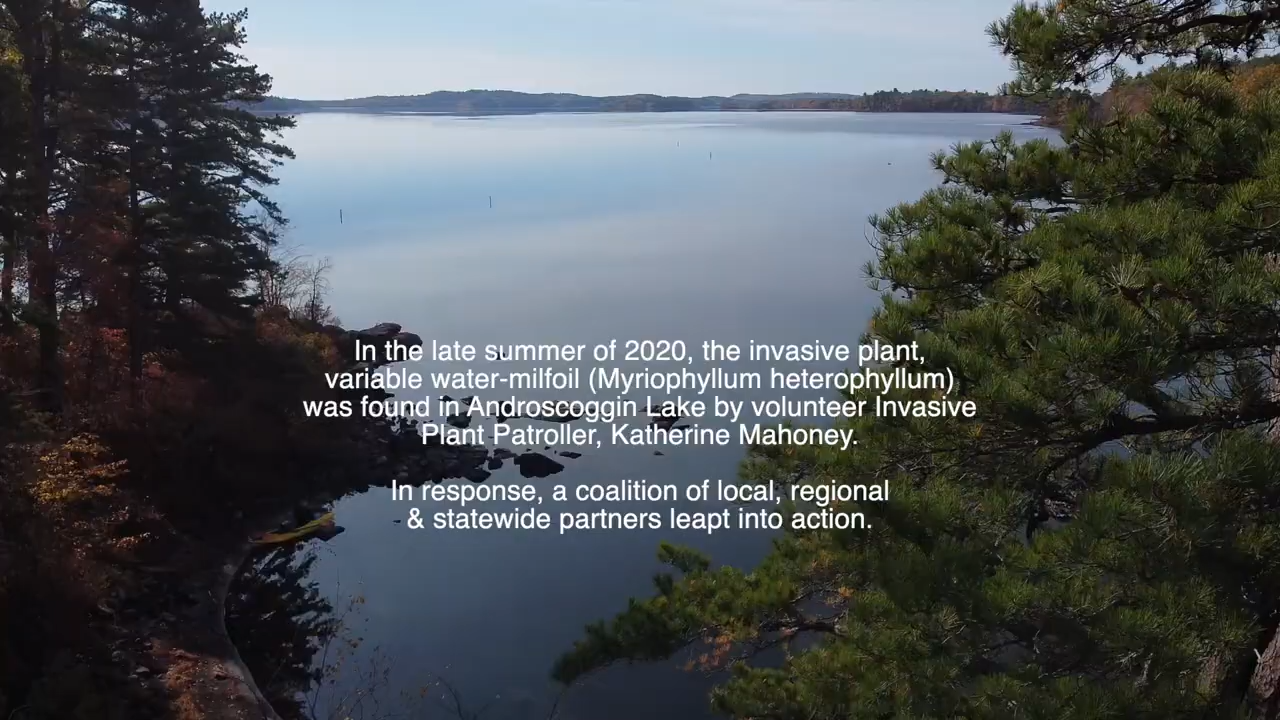 In the late summer of 2020, the invasive plant,
variable water-milfoil (Myriophyllum heterophyllum)
was found in Androscoggin Lake by volunteer Invasive
Plant Patroller, Katherine Mahoney.
In response, a coalition of local, regional
& statewide partners leapt into action.